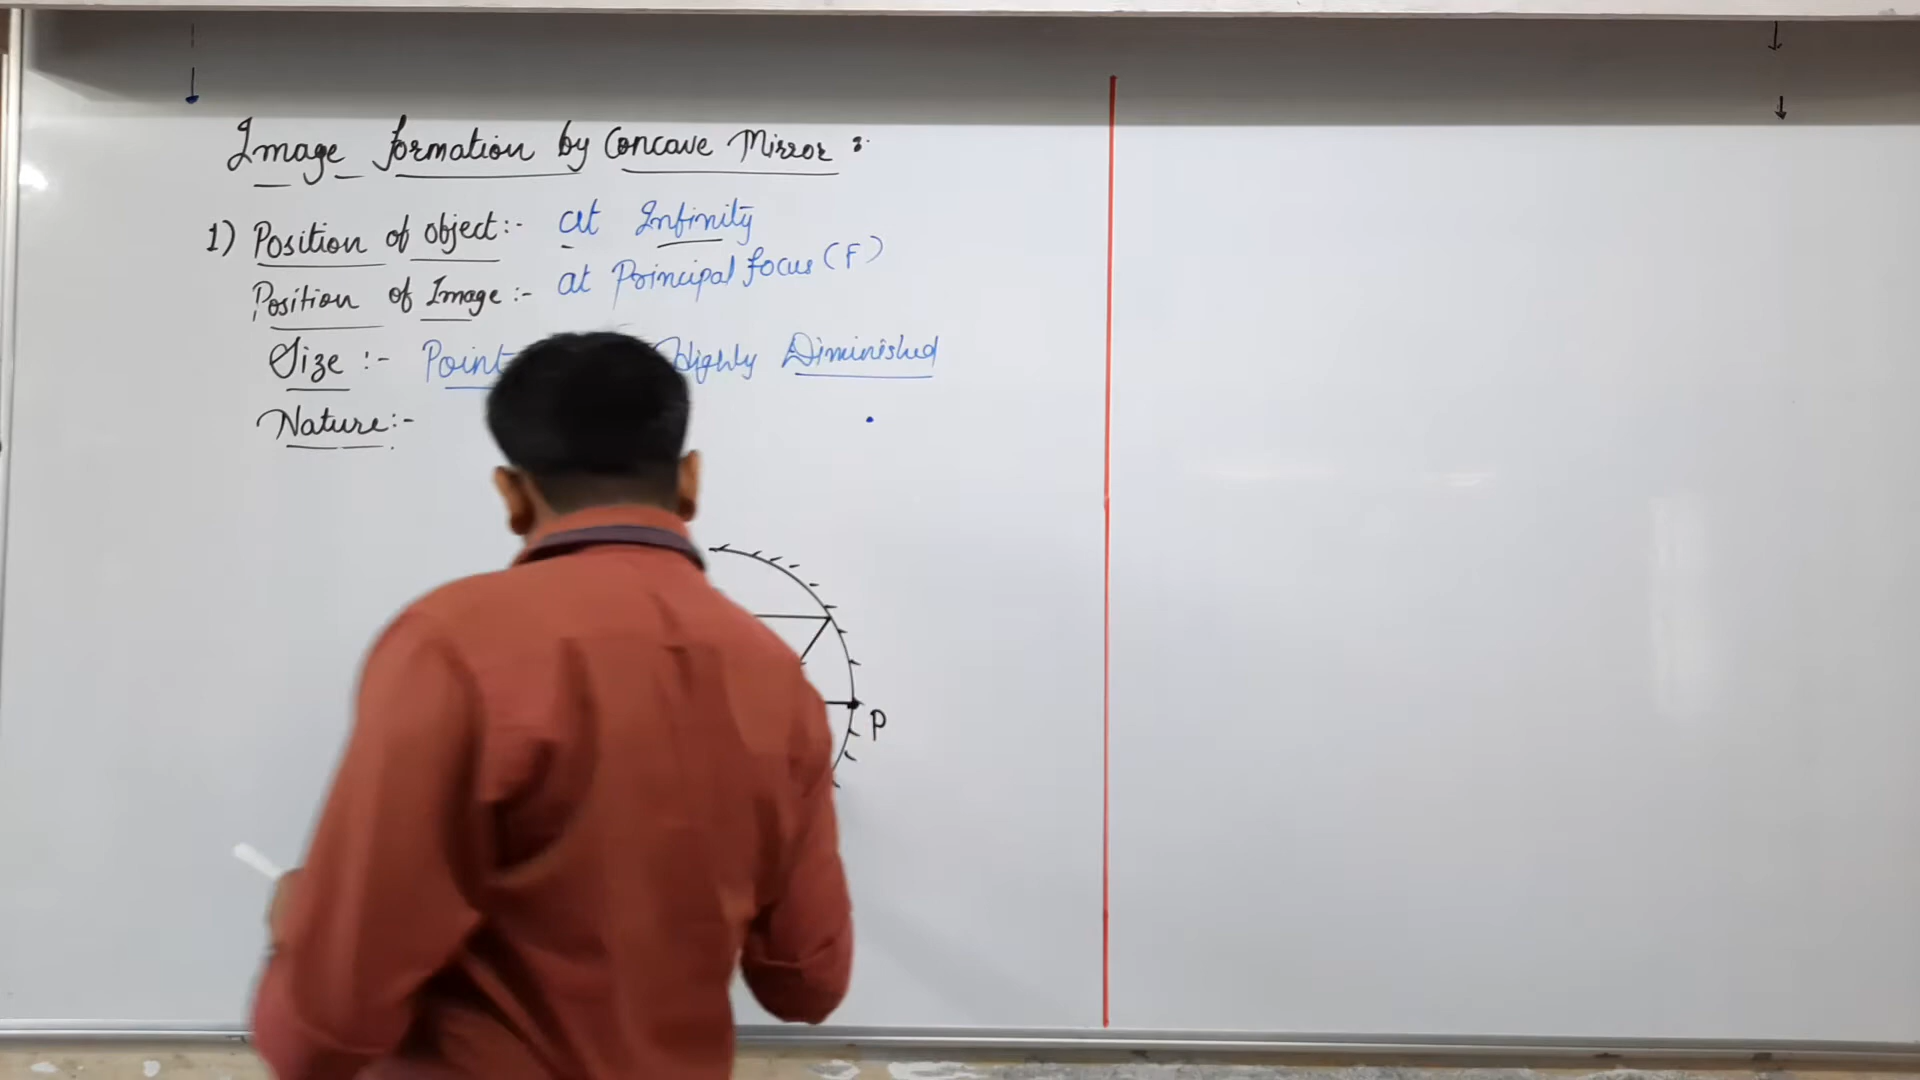 Image formation by Concave Mirror :
1) Position of object:- at Infinity
Position of Image :- at Principal focus (F)
Size :- Point Highly Diminished
Nature:-
P